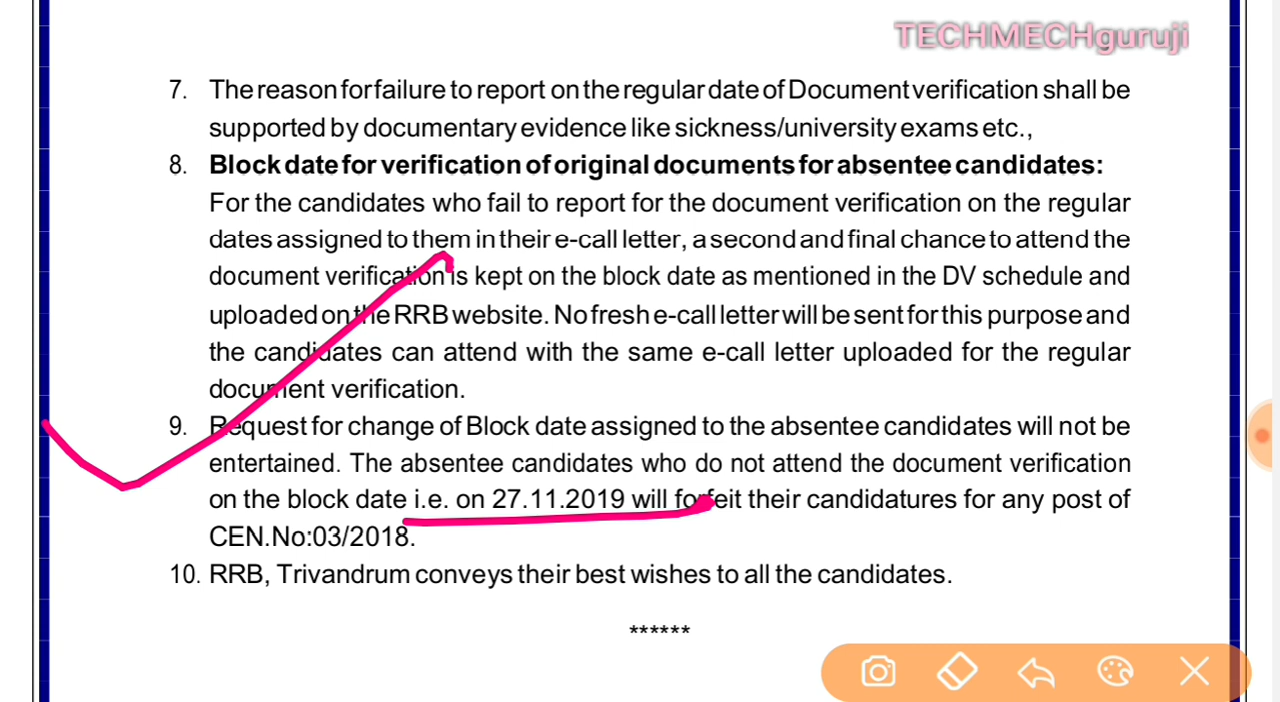 TECHMECHguruji
7. The reason for failure to report on the regular date of Document verification shall be
supported by documentary evidence like sickness/university exams etc.,
8. Block date for verification of original documents for absentee candidates:
For the candidates who fail to report for the document verification on the regular
dates assigned to them in their e-call letter, a second and final chance to attend the
document verification is kept on the block date as mentioned in the DV schedule and
uploaded on the RRB website. No fresh e-call letter will be sent for this purpose and
the candidates can attend with the same e-call letter uploaded for the regular
document verification.
9. Request for change of Block date assigned to the absentee candidates will not be
entertained. The absentee candidates who do not attend the document verification
on the block date i.e. on 27.11.2019 will forfeit their candidatures for any post of
CEN.No:03/2018.
10. RRB, Trivandrum conveys their best wishes to all the candidates.
******